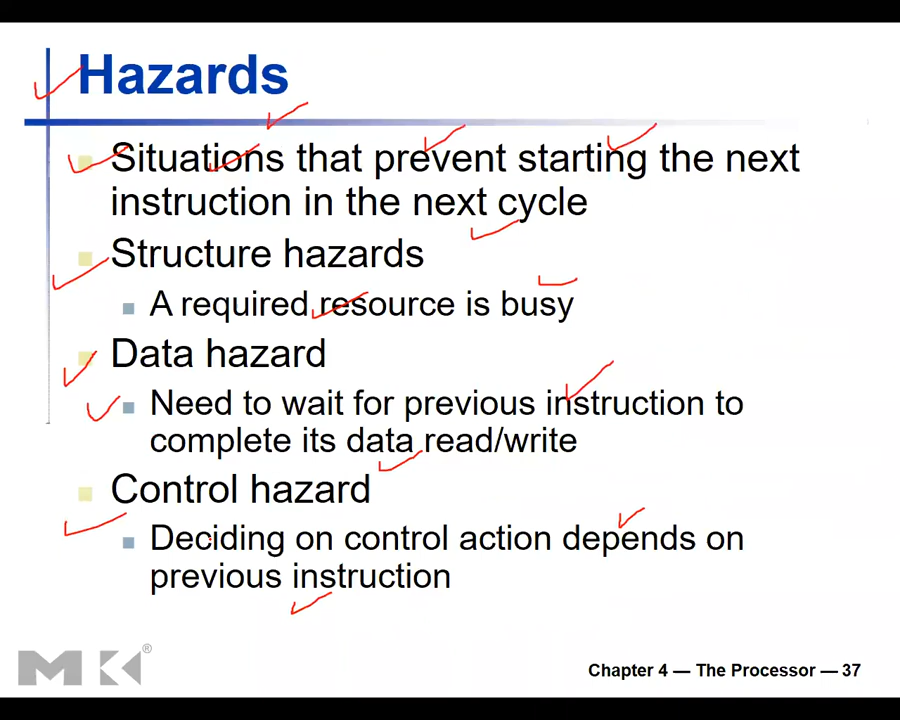 Hazards
Situations that prevent starting the next
instruction in the next cycle
Structure hazards
A required resource is busy
Data hazard
Need to wait for previous instruction to
complete its data read/write
Control hazard
Deciding on control action depends on
previous instruction
MK®
Chapter 4 — The Processor — 37